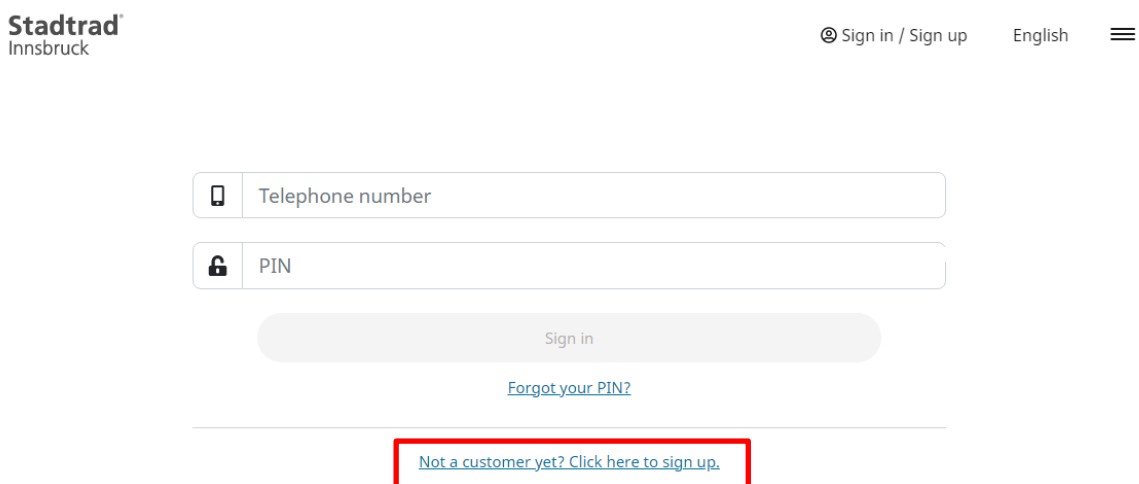 Stadtrad®
Innsbruck
Sign in / Sign up
English
Telephone number
PIN
Sign in
Forgot your PIN?
Not a customer yet? Click here to sign up.